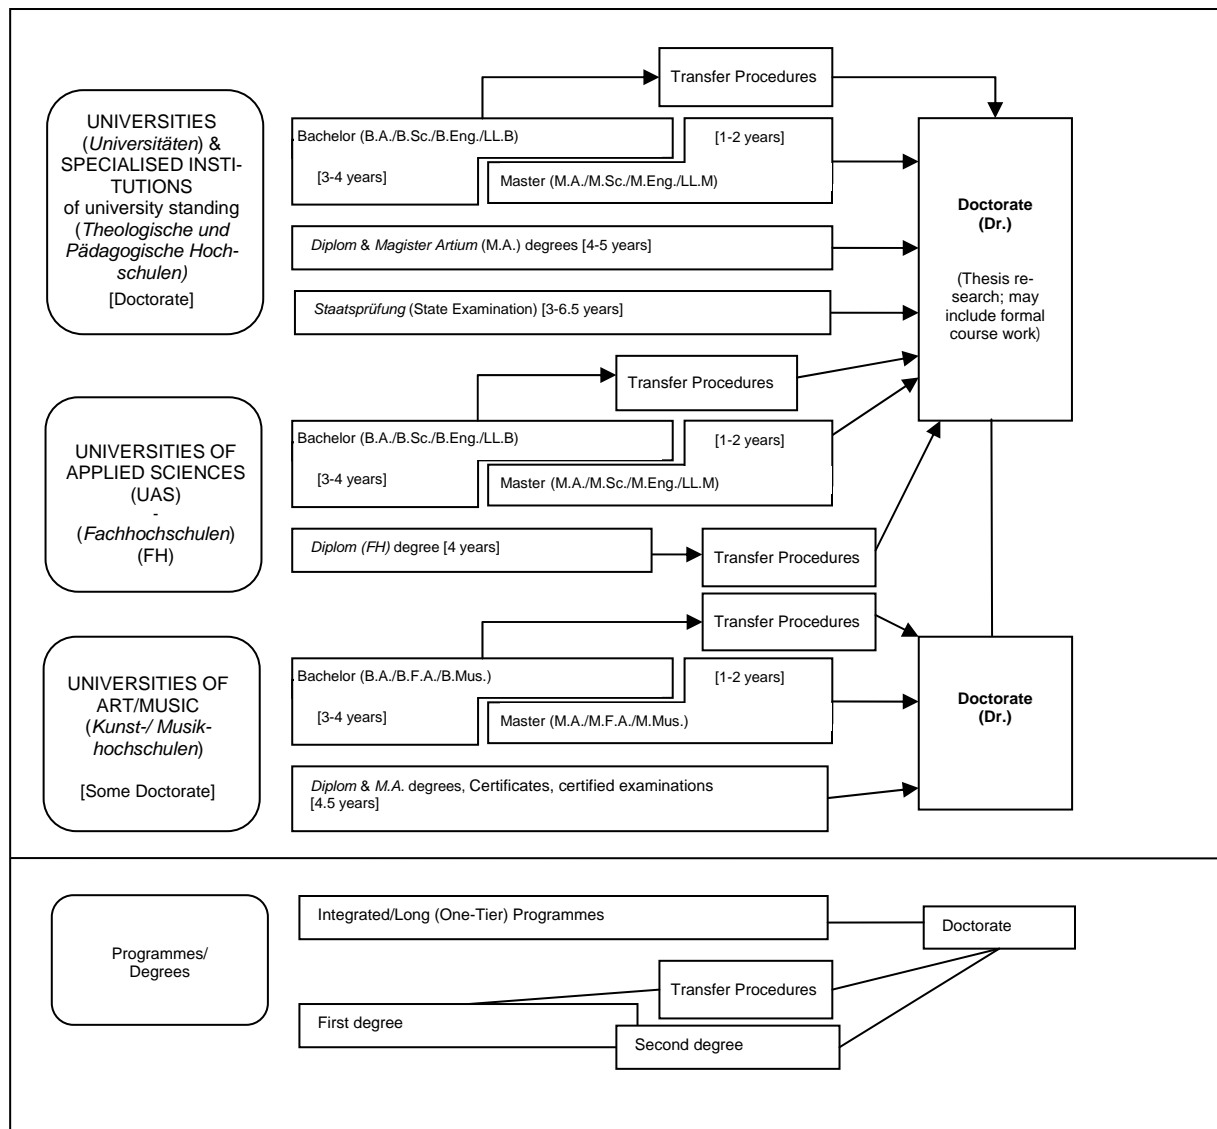 Transfer Procedures
UNIVERSITIES
(Universitäten) &
SPECIALISED INSTI-
TUTIONS
of university standing
(Theologische und
Pädagogische Hoch-
schulen)
[Doctorate]
Bachelor (B.A./B.Sc./B.Eng./LL.B)
[3-4 years]
[1-2 years]
Master (M.A./M.Sc./M.Eng./LL.M)
Diplom & Magister Artium (M.A.) degrees [4-5 years]
Staatsprüfung (State Examination) [3-6.5 years]
Doctorate
(Dr.)
(Thesis re-
search; may
include formal
course work)
Transfer Procedures
UNIVERSITIES OF
APPLIED SCIENCES
(UAS)
-
(Fachhochschulen)
(FH)
Bachelor (B.A./B.Sc./B.Eng./LL.B)
[3-4 years]
[1-2 years]
Master (M.A./M.Sc./M.Eng./LL.M)
Diplom (FH) degree [4 years]
Transfer Procedures
Transfer Procedures
UNIVERSITIES OF
ART/MUSIC
(Kunst-/ Musik-
hochschulen)
[Some Doctorate]
Bachelor (B.A./B.F.A./B.Mus.)
[3-4 years]
[1-2 years]
Master (M.A./M.F.A./M.Mus.)
Diplom & M.A. degrees, Certificates, certified examinations
[4.5 years]
Doctorate
(Dr.)
Programmes/
Degrees
Integrated/Long (One-Tier) Programmes
Doctorate
Transfer Procedures
First degree
Second degree